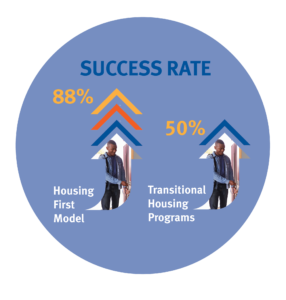 SUCCESS RATE
88%
50%
Housing
First
Model
Transitional
Housing
Programs